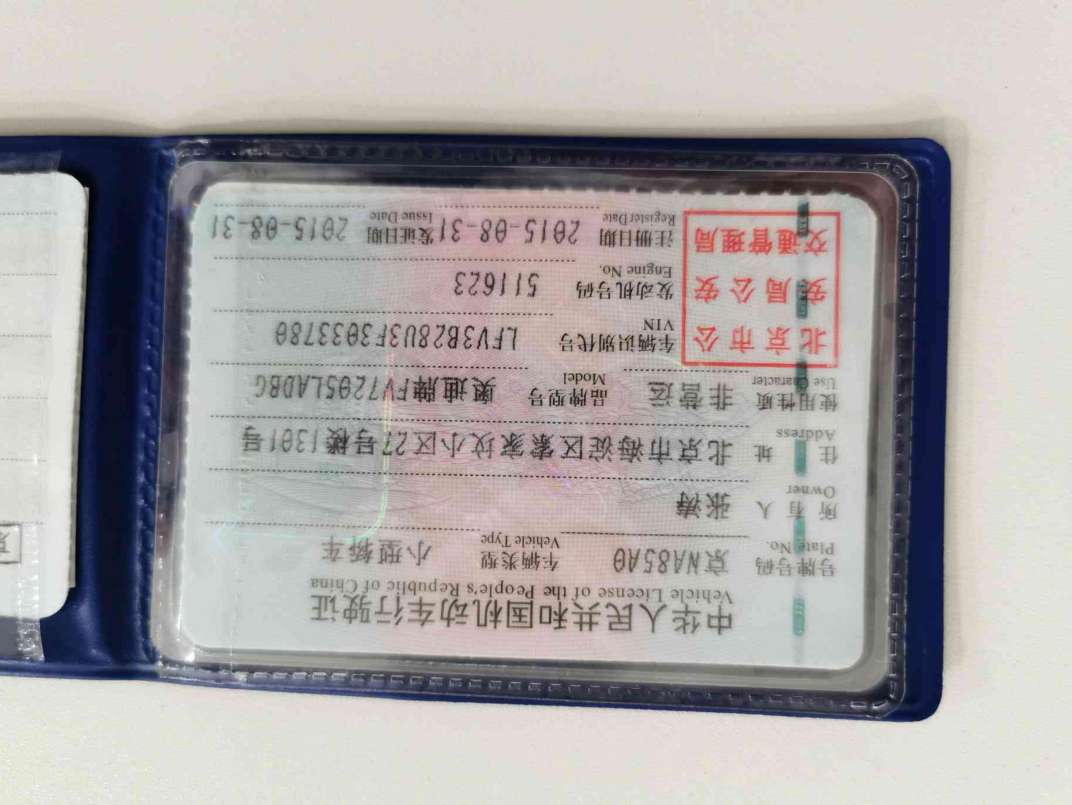 中华人民共和国机动车行驶证
Vehicle License of the People's Republic of China
号牌号码 京NA85A0 车辆类型 小型轿车
Plate No. Vehicle Type
所有人 张涛
Owner
住址 北京市海淀区索家坟小区27号楼1301号
Address
使用性质 非营运 品牌型号 奥迪牌FV7205LADBG
Use Character Model
车辆识别代号 LFV3B28U3F3033780
VIN
发动机号码 511623
Engine No.
注册日期 2015-08-31 发证日期 2015-08-31
Register Date Issue Date
北京市公
安局公安
交通管理局